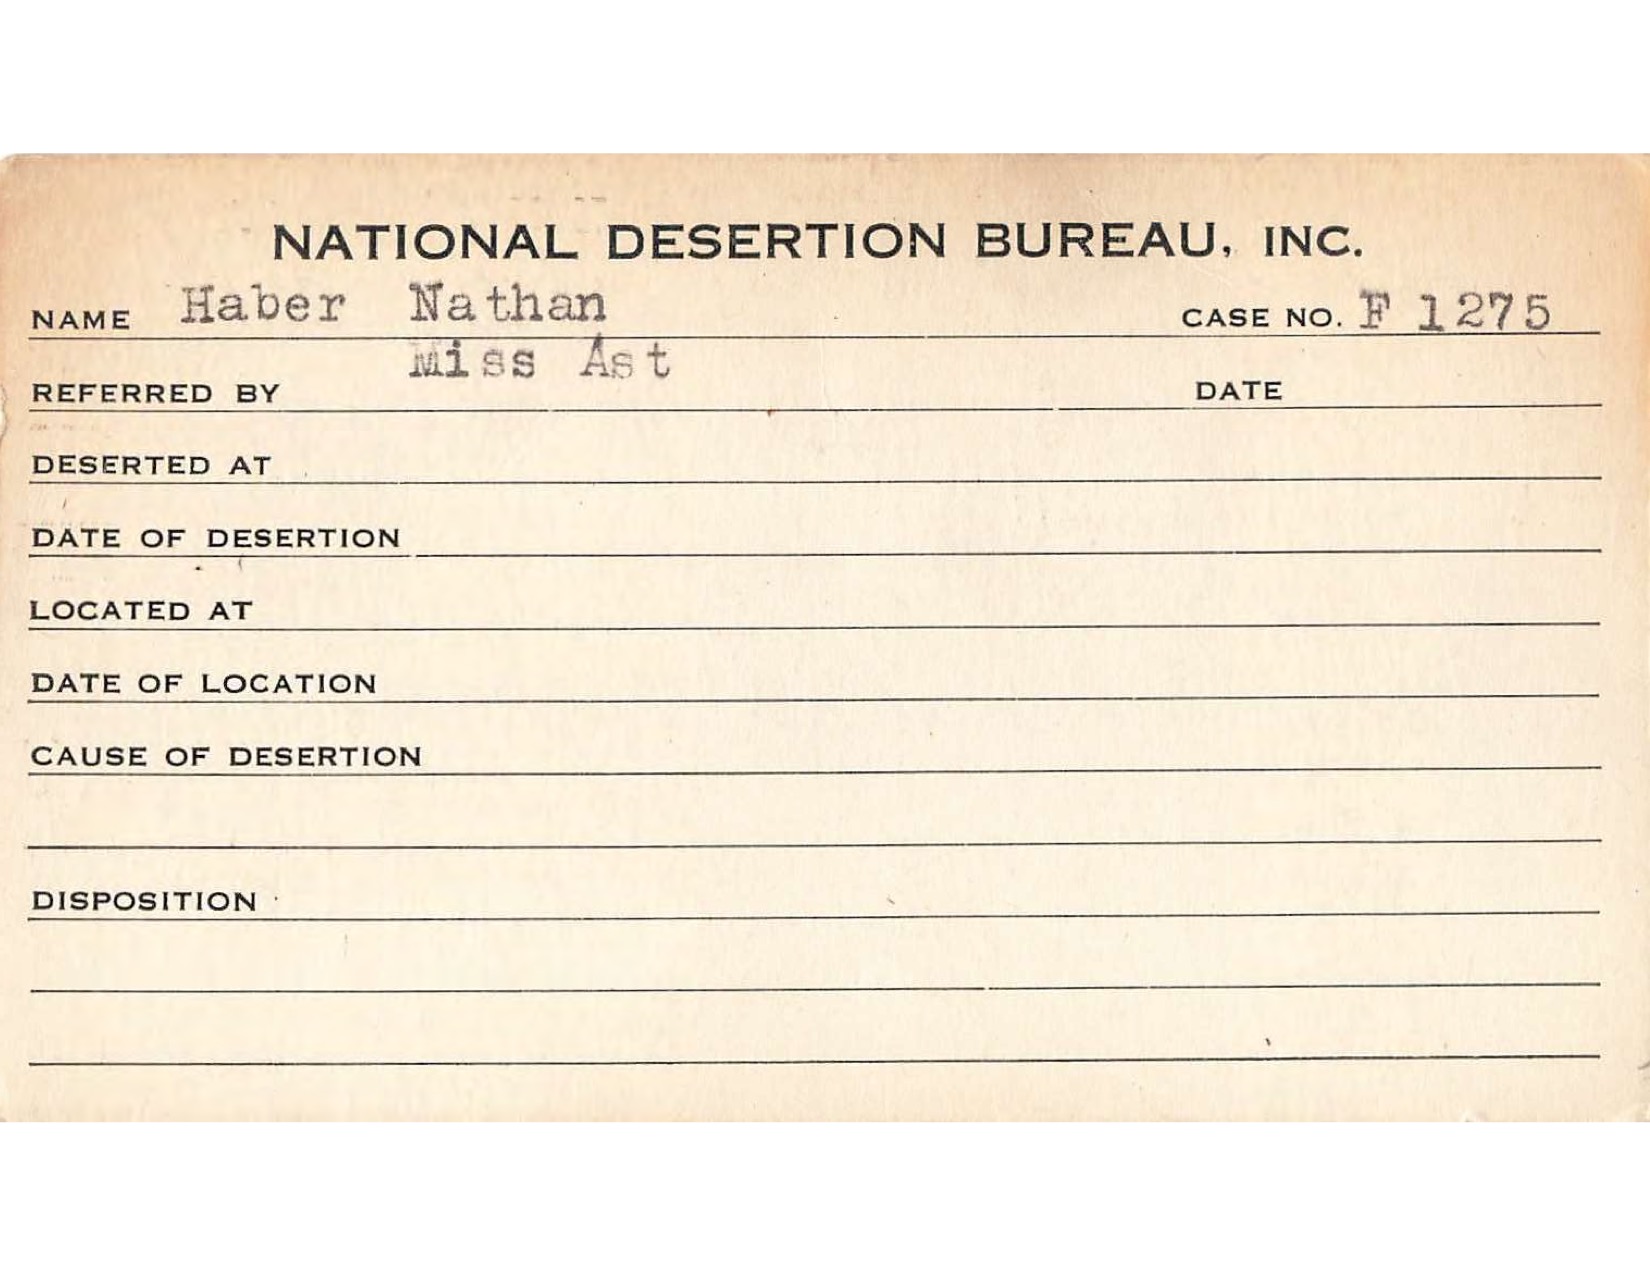 NATIONAL DESERTION BUREAU, INC.
NAME Haber Nathan CASE NO. F 1275
Miss Ast
REFERRED BY DATE
DESERTED AT
DATE OF DESERTION
LOCATED AT
DATE OF LOCATION
CAUSE OF DESERTION
DISPOSITION